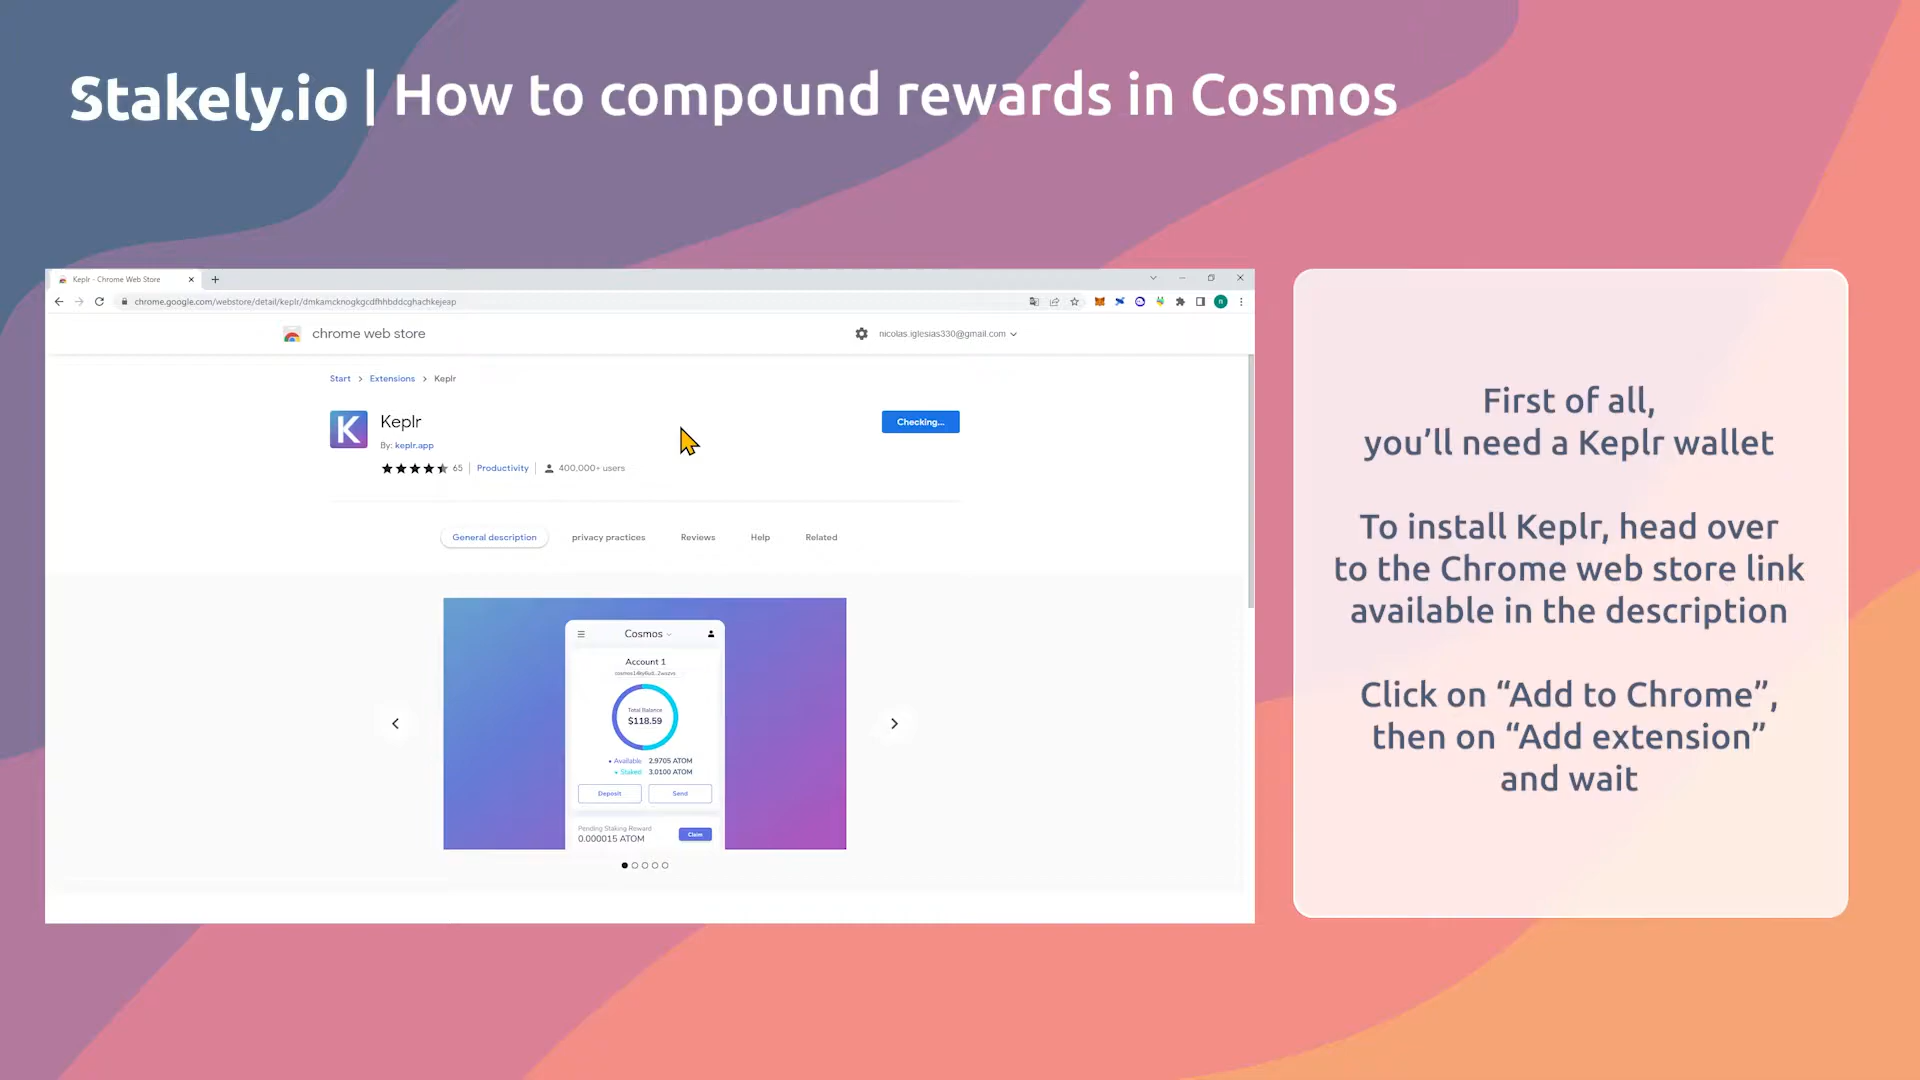 Stakely.io | How to compound rewards in Cosmos
Keplr - Chrome Web Store
chrome.google.com/webstore/detail/keplr/dmkamcknogkgcdfhhbddcghachkejeap
chrome web store
nicolas.iglesias330@gmail.com
Start > Extensions > Keplr
K
Keplr
Checking...
By: keplr.app
65 Productivity 400,000+ users
General description privacy practices Reviews Help Related
Cosmos
Account 1
Total Balance
$118.59
Available 2.9705 ATOM
Staked 3.0100 ATOM
Deposit Send
Pending Staking Reward
0.000015 ATOM
Claim
First of all,
you’ll need a Keplr wallet
To install Keplr, head over
to the Chrome web store link
available in the description
Click on “Add to Chrome”,
then on “Add extension”
and wait